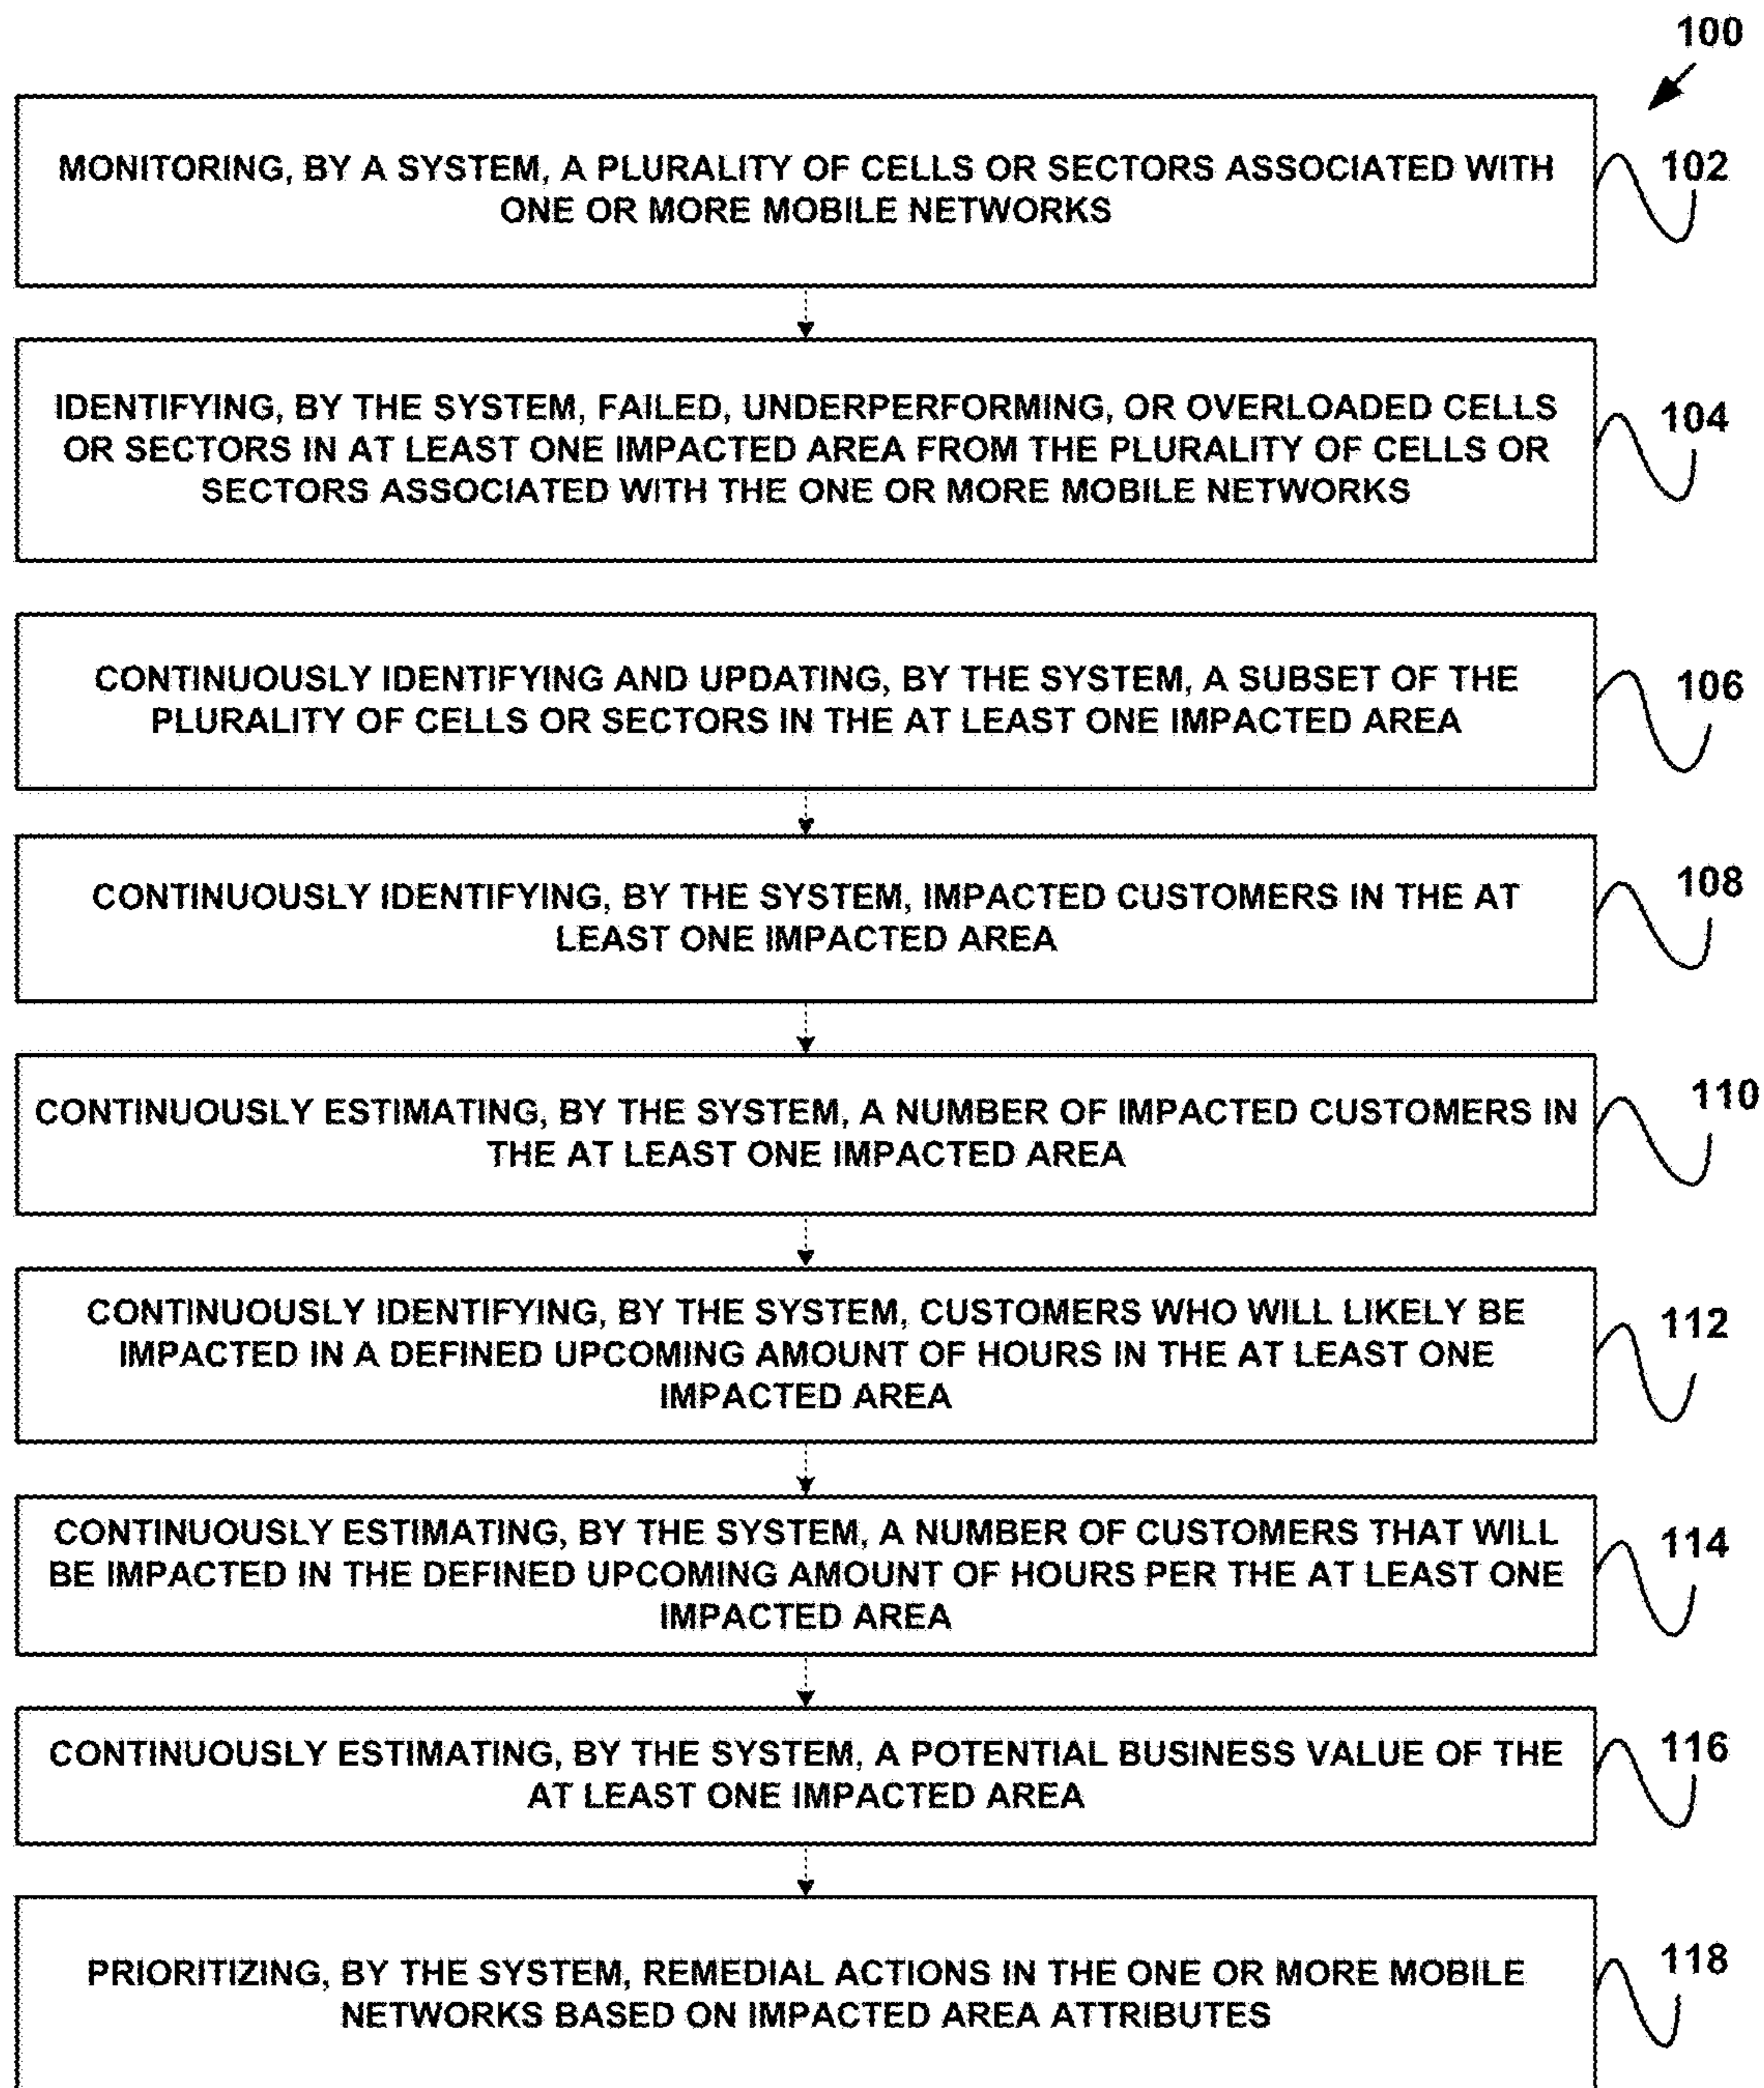 100
MONITORING, BY A SYSTEM, A PLURALITY OF CELLS OR SECTORS ASSOCIATED WITH
ONE OR MORE MOBILE NETWORKS
102
IDENTIFYING, BY THE SYSTEM, FAILED, UNDERPERFORMING, OR OVERLOADED CELLS
OR SECTORS IN AT LEAST ONE IMPACTED AREA FROM THE PLURALITY OF CELLS OR
SECTORS ASSOCIATED WITH THE ONE OR MORE MOBILE NETWORKS
104
CONTINUOUSLY IDENTIFYING AND UPDATING, BY THE SYSTEM, A SUBSET OF THE
PLURALITY OF CELLS OR SECTORS IN THE AT LEAST ONE IMPACTED AREA
106
CONTINUOUSLY IDENTIFYING, BY THE SYSTEM, IMPACTED CUSTOMERS IN THE AT
LEAST ONE IMPACTED AREA
108
CONTINUOUSLY ESTIMATING, BY THE SYSTEM, A NUMBER OF IMPACTED CUSTOMERS IN
THE AT LEAST ONE IMPACTED AREA
110
CONTINUOUSLY IDENTIFYING, BY THE SYSTEM, CUSTOMERS WHO WILL LIKELY BE
IMPACTED IN A DEFINED UPCOMING AMOUNT OF HOURS IN THE AT LEAST ONE
IMPACTED AREA
112
CONTINUOUSLY ESTIMATING, BY THE SYSTEM, A NUMBER OF CUSTOMERS THAT WILL
BE IMPACTED IN THE DEFINED UPCOMING AMOUNT OF HOURS PER THE AT LEAST ONE
IMPACTED AREA
114
CONTINUOUSLY ESTIMATING, BY THE SYSTEM, A POTENTIAL BUSINESS VALUE OF THE
AT LEAST ONE IMPACTED AREA
116
PRIORITIZING, BY THE SYSTEM, REMEDIAL ACTIONS IN THE ONE OR MORE MOBILE
NETWORKS BASED ON IMPACTED AREA ATTRIBUTES
118